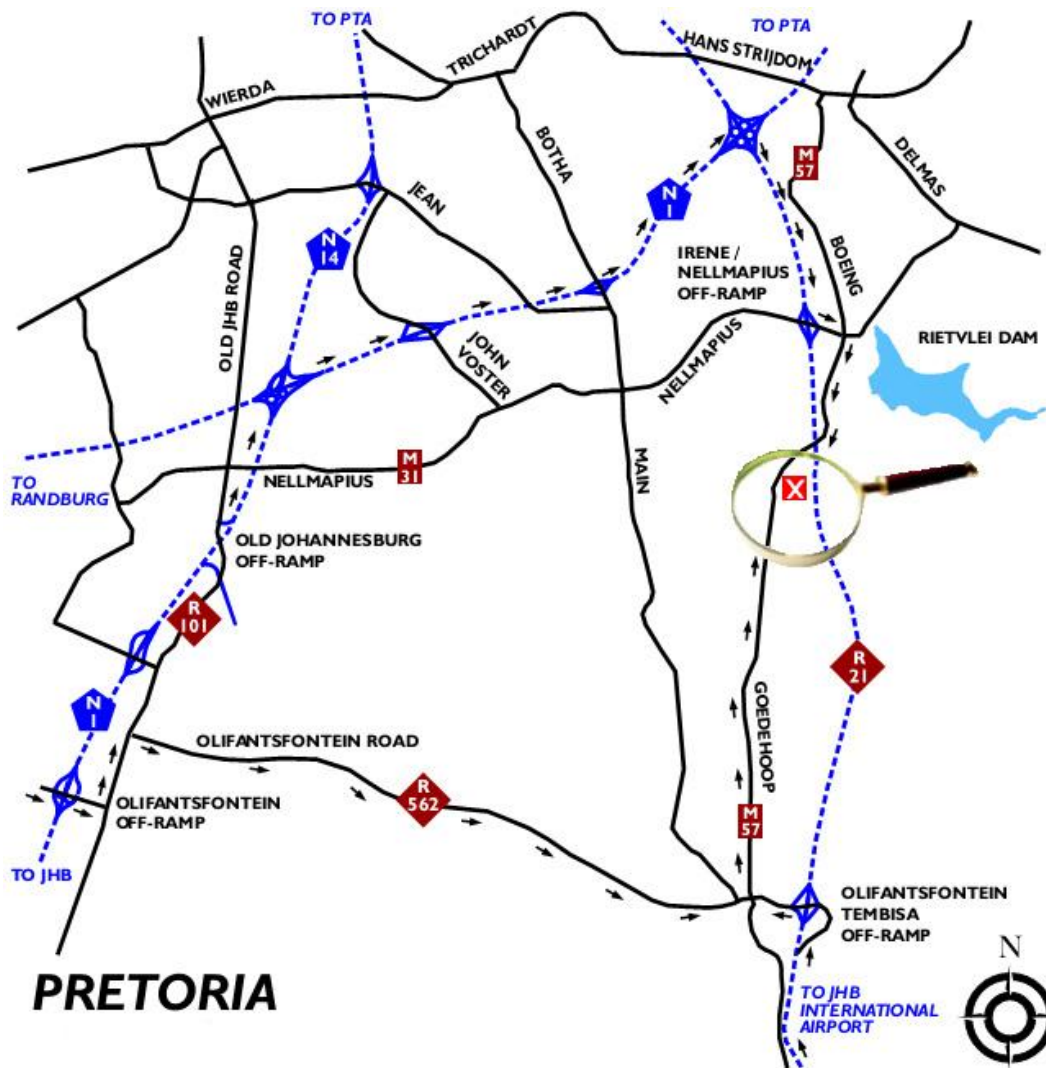 TO PTA
TO PTA
HANS STRIJDOM
TRICHARDT
WIERDA
BOTHA
M
57
DELMAS
JEAN
N
1
N
14
OLD JHB ROAD
IRENE /
NELLMAPIUS
OFF-RAMP
BOEING
RIETVLEI DAM
JOHN
VOSTER
NELLMAPIUS
TO
RANDBURG
NELLMAPIUS
M
31
MAIN
X
OLD JOHANNESBURG
OFF-RAMP
R
101
R
21
N
1
GOEDEHOOP
OLIFANTSFONTEIN ROAD
R
562
M
57
OLIFANTSFONTEIN
OFF-RAMP
TO JHB
OLIFANTSFONTEIN
TEMBISA
OFF-RAMP
N
PRETORIA
TO JHB
INTERNATIONAL
AIRPORT